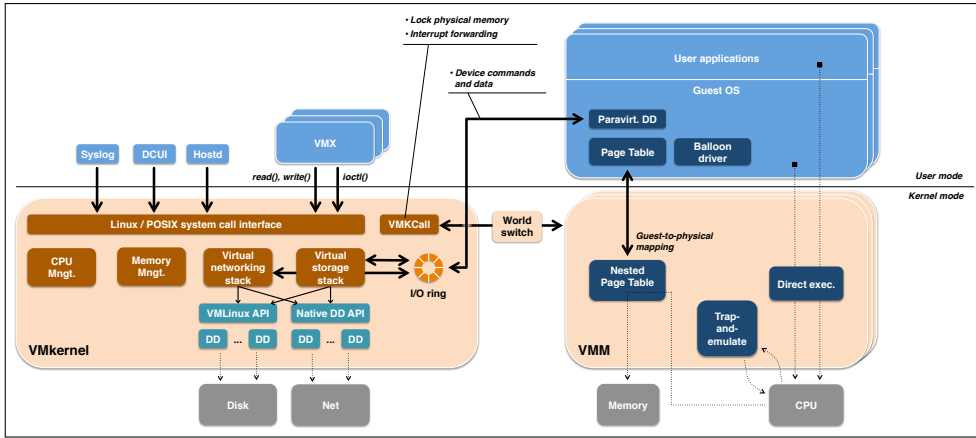 • Lock physical memory
• Interrupt forwarding
• Device commands
and data
User applications
Guest OS
Paravirt. DD
Page Table
Balloon
driver
Syslog
DCUI
Hostd
VMX
read(), write()
ioctl()
User mode
Kernel mode
Linux / POSIX system call interface
VMKCall
World
switch
CPU
Mngt.
Memory
Mngt.
Virtual
networking
stack
Virtual
storage
stack
I/O ring
Guest-to-physical
mapping
Nested
Page Table
Direct exec.
VMLinux API
Native DD API
Trap-
and-
emulate
DD
...
DD
DD
...
DD
VMkernel
VMM
Disk
Net
Memory
CPU